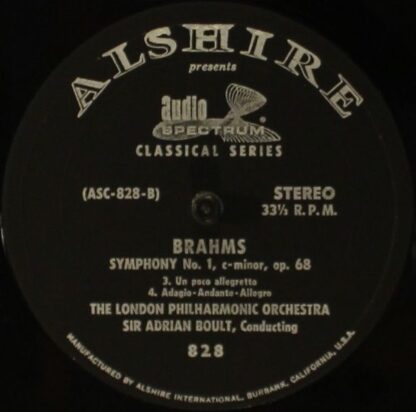 ALSHIRE
presents
audio
SPECTRUM®
CLASSICAL SERIES
(ASC-828-B)
STEREO
33⅓ R.P.M.
BRAHMS
SYMPHONY No. 1, c-minor, op. 68
3. Un poco allegretto
4. Adagio-Andante-Allegro
THE LONDON PHILHARMONIC ORCHESTRA
SIR ADRIAN BOULT, Conducting
828
MANUFACTURED BY ALSHIRE INTERNATIONAL, BURBANK, CALIFORNIA, U.S.A.